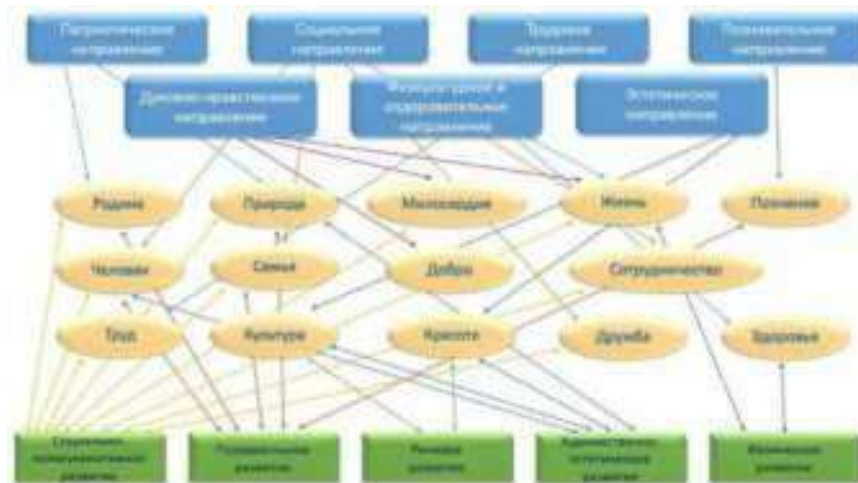 Патриотическое
направление
Социальное
направление
Трудовое
направление
Познавательное
направление
Духовно-нравственное
направление
Физкультурное и
оздоровительное
направление
Эстетическое
направление
Родина
Природа
Милосердие
Жизнь
Познание
Человек
Семья
Добро
Сотрудничество
Труд
Культура
Красота
Дружба
Здоровье
Социально-
коммуникативное
развитие
Познавательное
развитие
Речевое
развитие
эстетическое
развитие
Физическое
развитие